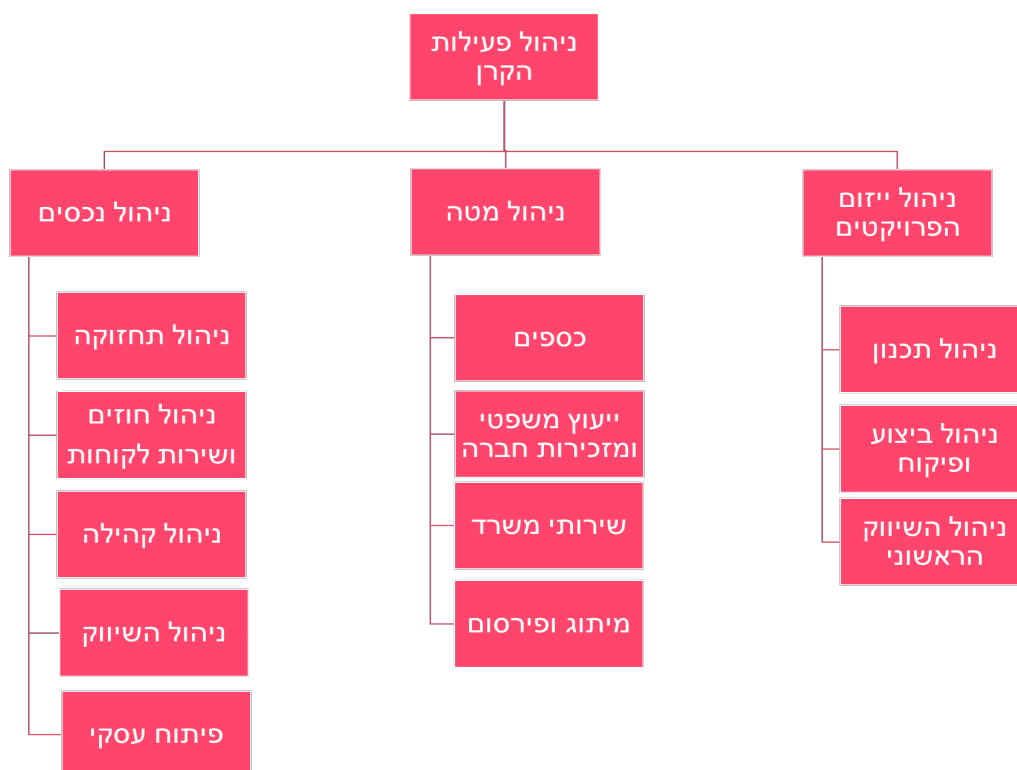 ניהול פעילות
הקרן
ניהול ייזום
הפרויקטים
ניהול תכנון
ניהול ביצוע
ופיקוח
ניהול השיווק
הראשוני
ניהול מטה
כספים
ייעוץ משפטי
ומזכירות חברה
שירותי משרד
מיתוג ופירסום
ניהול נכסים
ניהול תחזוקה
ניהול חוזים
ושירות לקוחות
ניהול קהילה
ניהול השיווק
פיתוח עסקי